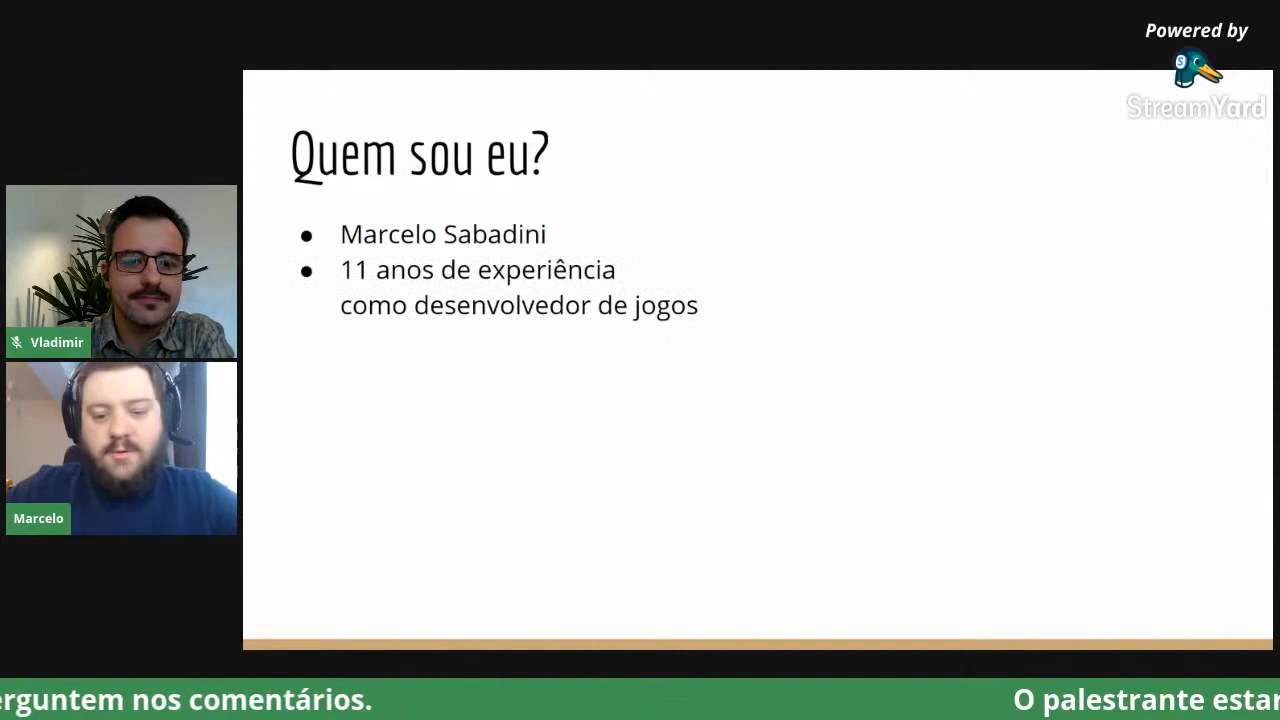 Powered by
StreamYard
Quem sou eu?
● Marcelo Sabadini
● 11 anos de experiência
como desenvolvedor de jogos
Vladimir
Marcelo
erguntem nos comentários.
O palestrante estar